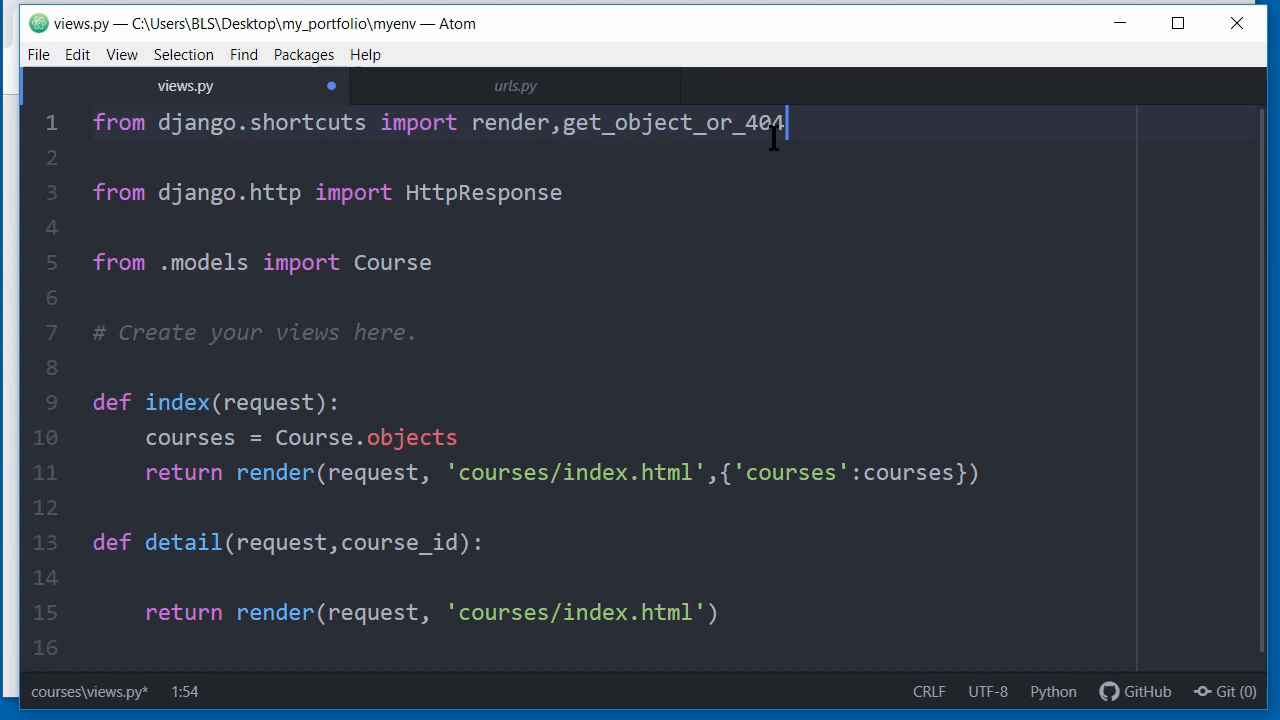 views.py — C:\Users\BLS\Desktop\my_portfolio\myenv — Atom
File Edit View Selection Find Packages Help
views.py urls.py
1 from django.shortcuts import render,get_object_or_404
2
3 from django.http import HttpResponse
4
5 from .models import Course
6
7 # Create your views here.
8
9 def index(request):
10 courses = Course.objects
11 return render(request, 'courses/index.html',{'courses':courses})
12
13 def detail(request,course_id):
14
15 return render(request, 'courses/index.html')
16
courses\views.py* 1:54 CRLF UTF-8 Python GitHub Git (0)